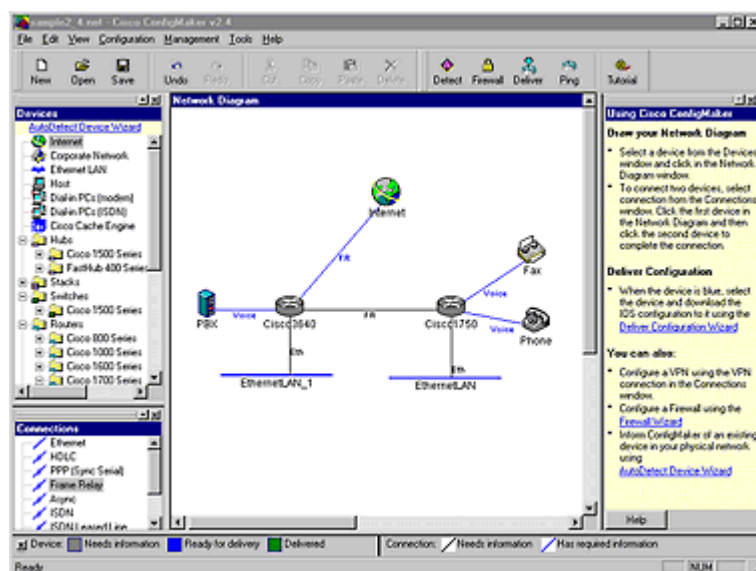 sample2_4.net - Cisco ConfigMaker v2.4
File Edit View Configuration Management Tools Help
New Open Save Undo Redo Cut Copy Paste Delete Detect Firewall Deliver Ping Tutorial
Devices
AutoDetect Device Wizard
Internet
Corporate Network
Ethernet LAN
Host
Dial-in PCs (modem)
Dial-in PCs (ISDN)
Cisco Cache Engine
Hubs
Cisco 1500 Series
FastHub 400 Series
Stacks
Switches
Cisco 1500 Series
Routers
Cisco 800 Series
Cisco 1000 Series
Cisco 1600 Series
Cisco 1700 Series
Connections
Ethernet
HDLC
PPP (Sync Serial)
Frame Relay
Async
ISDN
ISDN Leased Line
Network Diagram
Internet
FR
Fax
Voice
PBX
Voice
Cisco3640
FR
Cisco1750
Voice
Phone
Eth
Eth
EthernetLAN_1
EthernetLAN
Using Cisco ConfigMaker
Draw your Network Diagram
• Select a device from the Devices
window and click in the Network
Diagram window.
• To connect two devices, select
connection from the Connections
window. Click the first device in
the Network Diagram and then
click the second device to
complete the connection.
Deliver Configuration
• When the device is blue, select
the device and download the
IOS configuration to it using the
Deliver Configuration Wizard
You can also:
• Configure a VPN using the VPN
connection in the Connections
window.
• Configure a Firewall using the
Firewall Wizard
• Inform ConfigMaker of an existing
device in your physical network
using
AutoDetect Device Wizard
Help
Device: Needs information Ready for delivery Delivered Connection: Needs information Has required information
Ready NUM